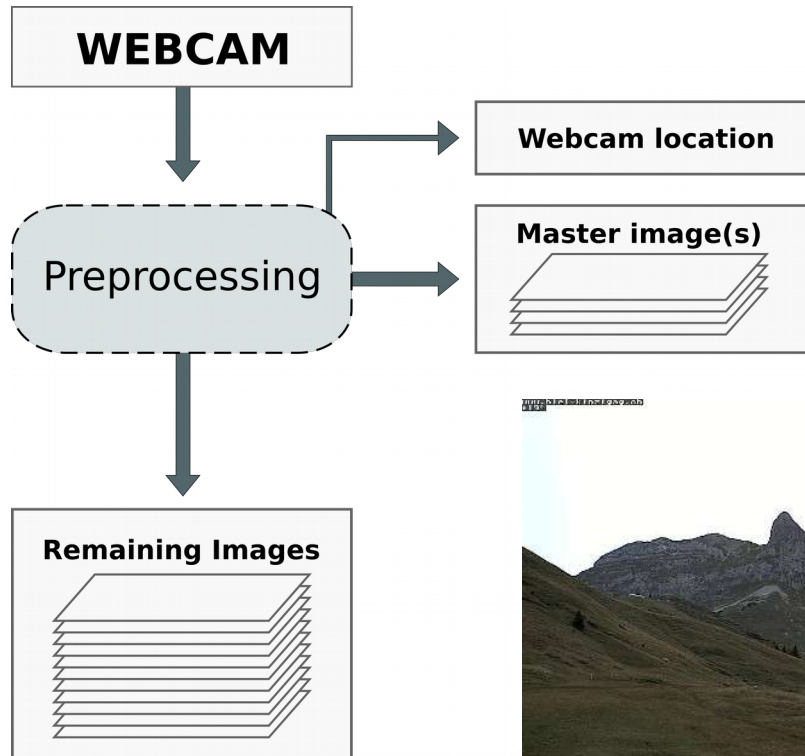 WEBCAM
Webcam location
Preprocessing
Master image(s)
Remaining Images